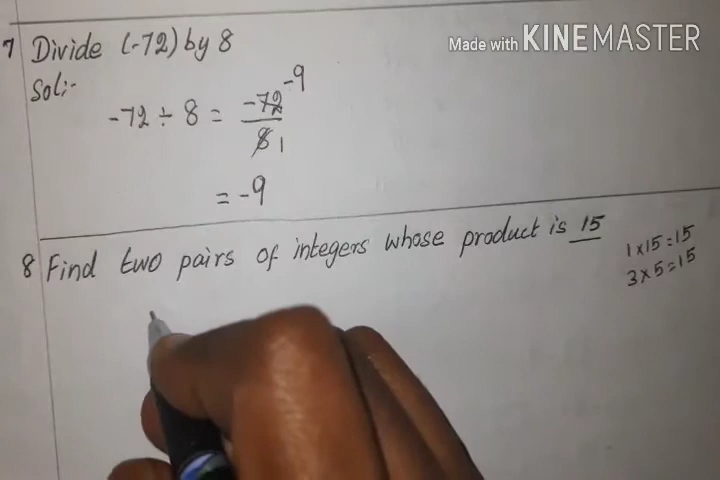 Made with KINEMASTER
7 Divide (-72) by 8
Sol:-
-72 ÷ 8 = -72/8 -9 1
= -9
8 Find two pairs of integers whose product is 15
1 x 15 = 15
3 x 5 = 15